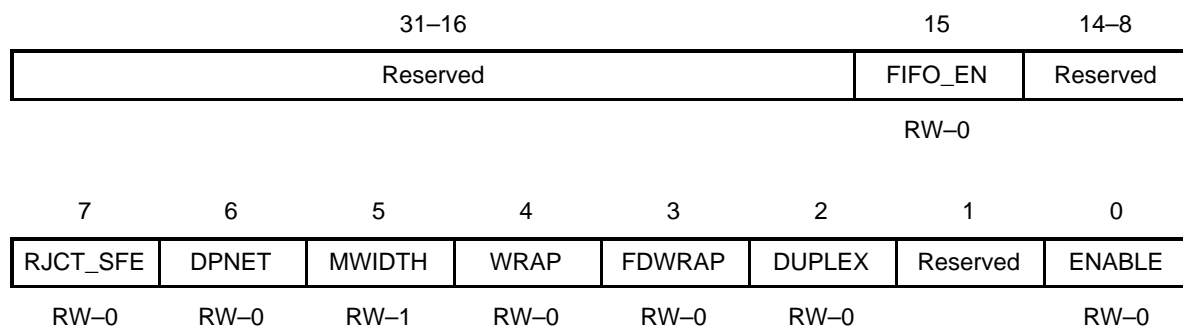 31–16 15 14–8
Reserved FIFO_EN Reserved
RW–0
7 6 5 4 3 2 1 0
RJCT_SFE DPNET MWIDTH WRAP FDWRAP DUPLEX Reserved ENABLE
RW–0 RW–0 RW–1 RW–0 RW–0 RW–0 RW–0